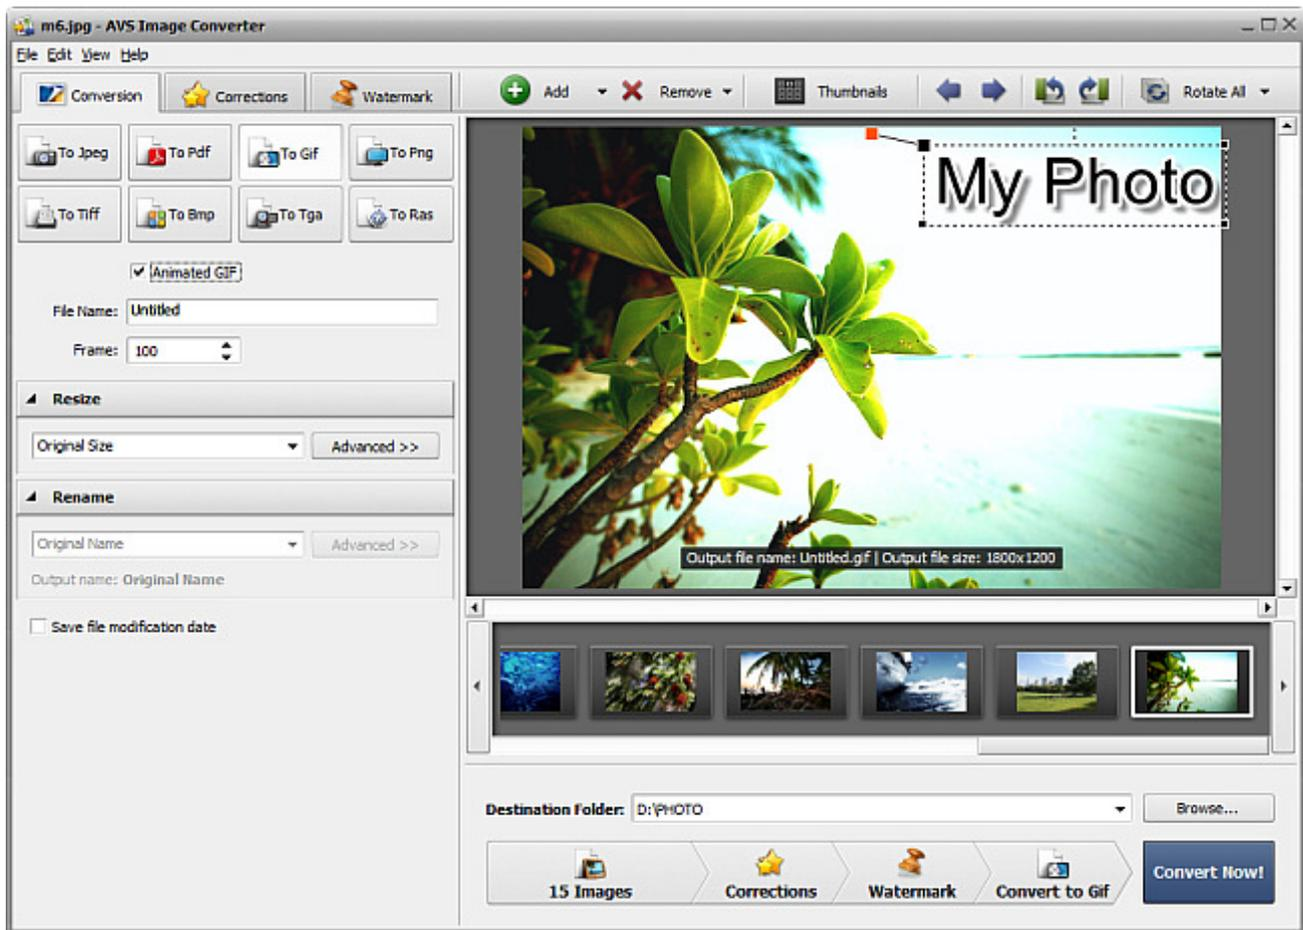 m6.jpg - AVS Image Converter
File Edit View Help
Conversion Corrections Watermark
Add Remove Thumbnails Rotate All
To Jpeg To Pdf To Gif To Png
To Tiff To Bmp To Tga To Ras
Animated GIF
File Name: Untitled
Frame: 100
Resize
Original Size Advanced >>
Rename
Original Name Advanced >>
Output name: Original Name
Save file modification date
My Photo
Output file name: Untitled.gif | Output file size: 1800x1200
Destination Folder: D:\PHOTO Browse...
15 Images Corrections Watermark Convert to Gif Convert Now!